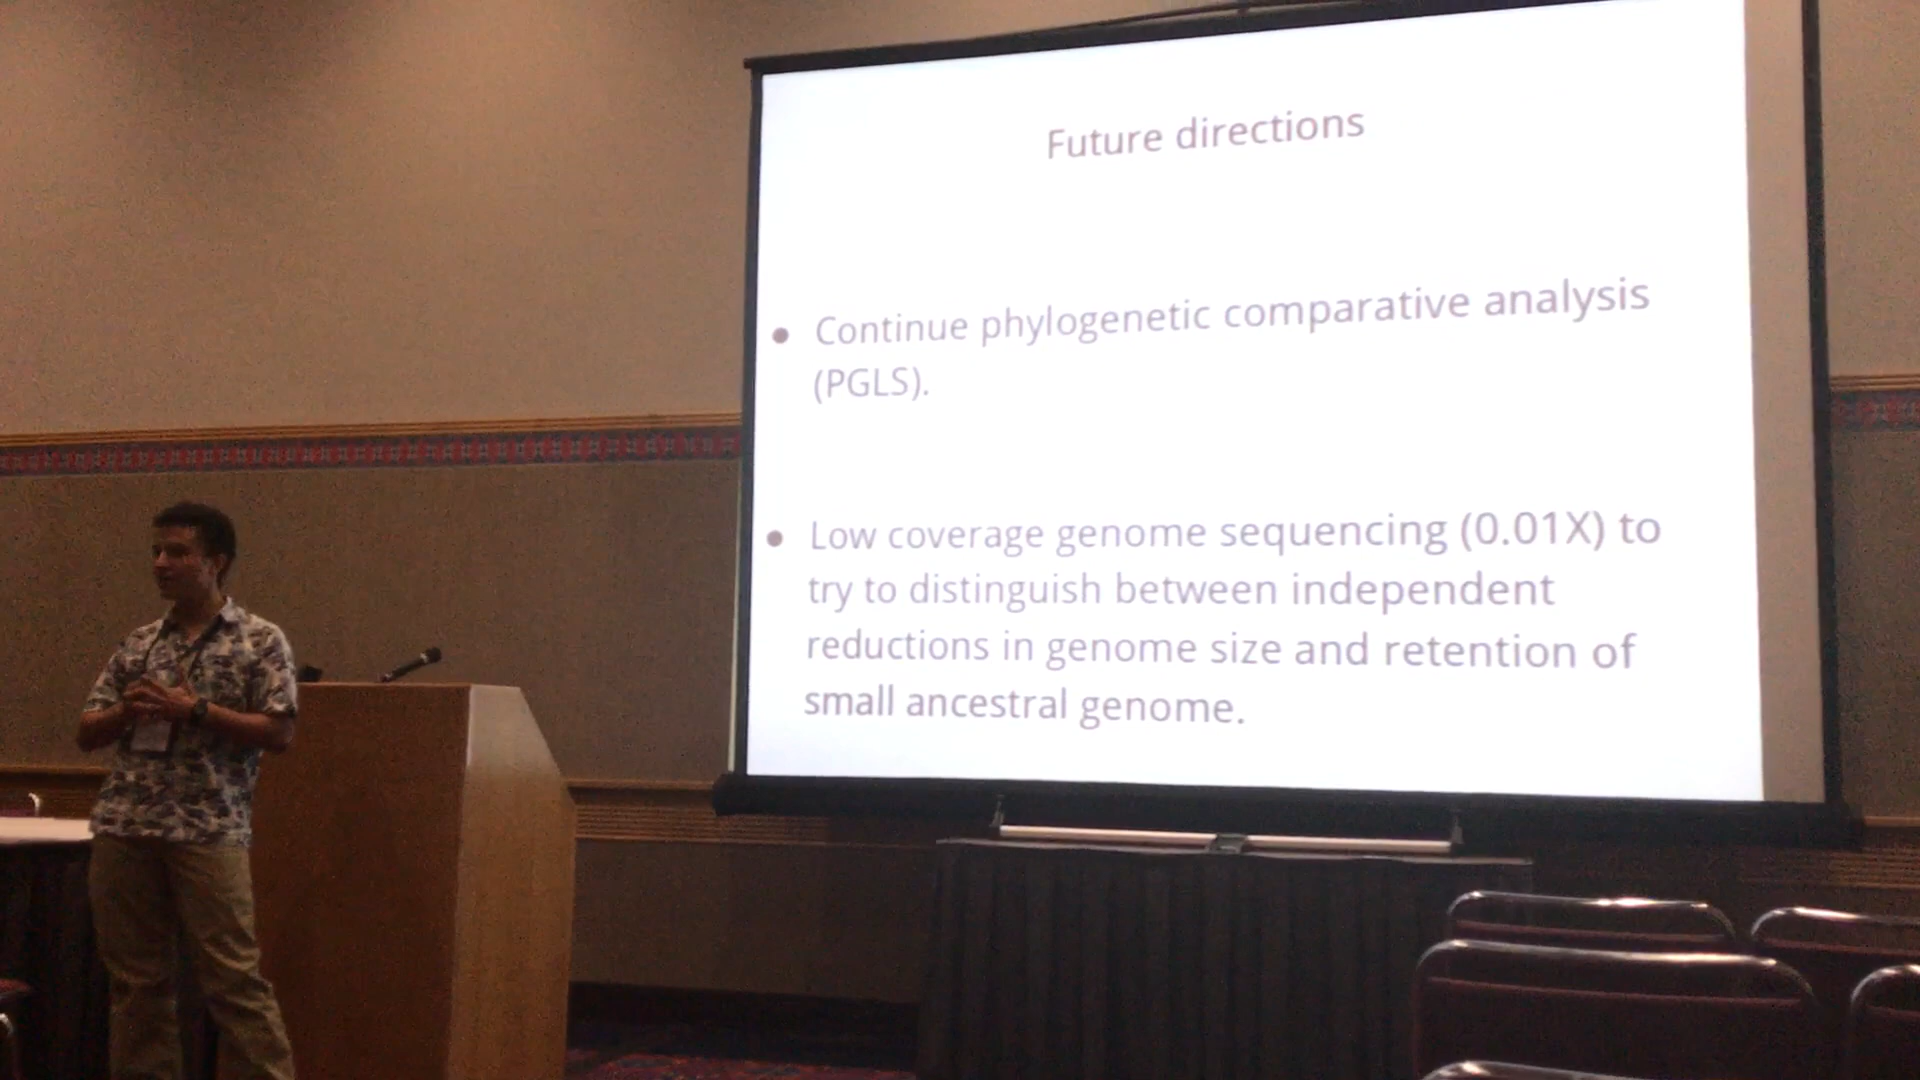 Future directions
• Continue phylogenetic comparative analysis
(PGLS).
• Low coverage genome sequencing (0.01X) to
try to distinguish between independent
reductions in genome size and retention of
small ancestral genome.